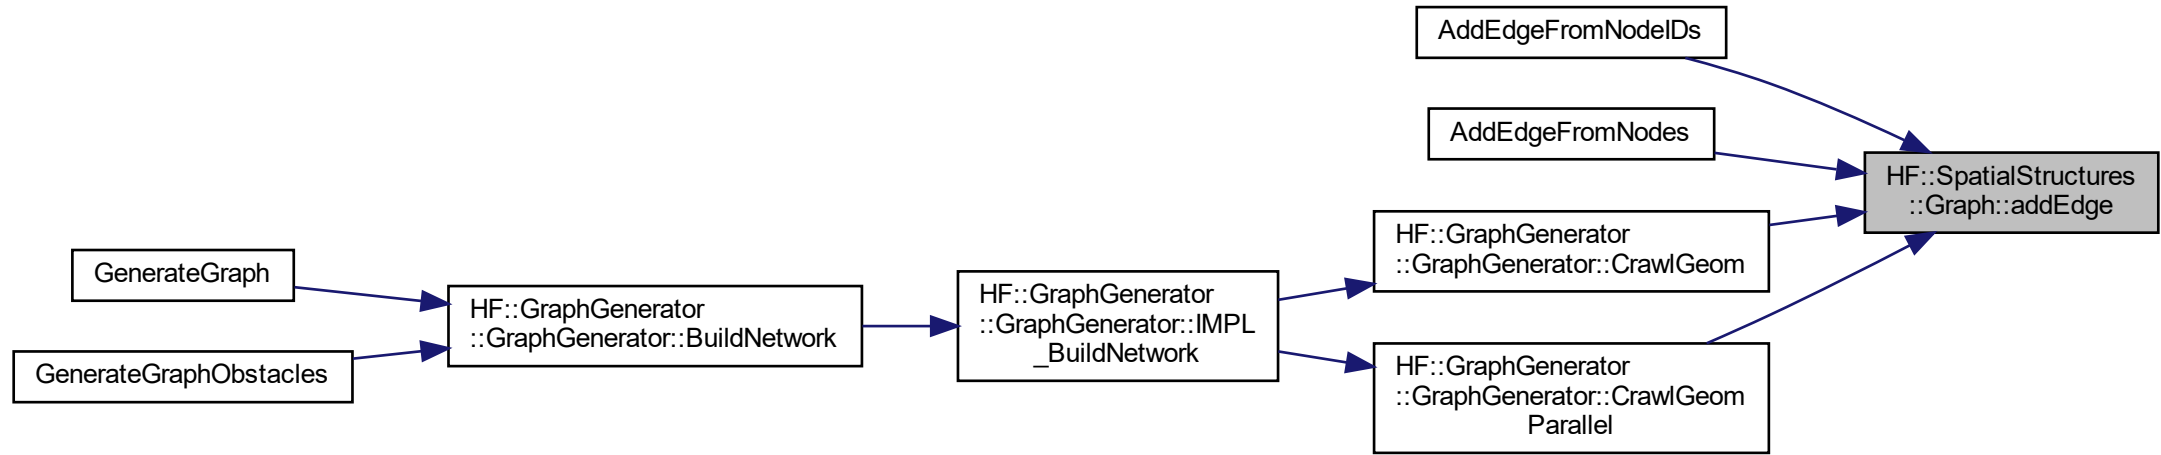 AddEdgeFromNodeIDs
AddEdgeFromNodes
HF::SpatialStructures
::Graph::addEdge
HF::GraphGenerator
::GraphGenerator::CrawlGeom
GenerateGraph
HF::GraphGenerator
::GraphGenerator::BuildNetwork
HF::GraphGenerator
::GraphGenerator::IMPL
_BuildNetwork
GenerateGraphObstacles
HF::GraphGenerator
::GraphGenerator::CrawlGeom
Parallel